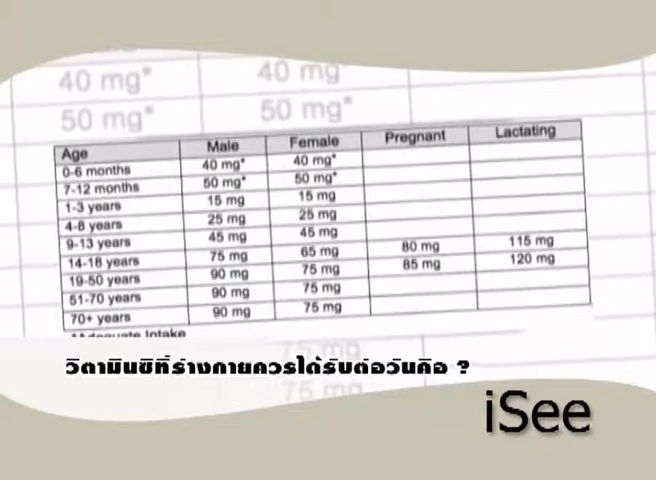 40 mg* 40 mg*
50 mg* 50 mg*
Age Male Female Pregnant Lactating
0-6 months 40 mg* 40 mg*
7-12 months 50 mg* 50 mg*
1-3 years 15 mg 15 mg
4-8 years 25 mg 25 mg
9-13 years 45 mg 45 mg
14-18 years 75 mg 65 mg 80 mg 115 mg
19-50 years 90 mg 75 mg 85 mg 120 mg
51-70 years 90 mg 75 mg
70+ years 90 mg 75 mg
*Adequate Intake
75 mg
วิตามินซีที่ร่างกายควรได้รับต่อวันคือ ?
75 mg
iSee